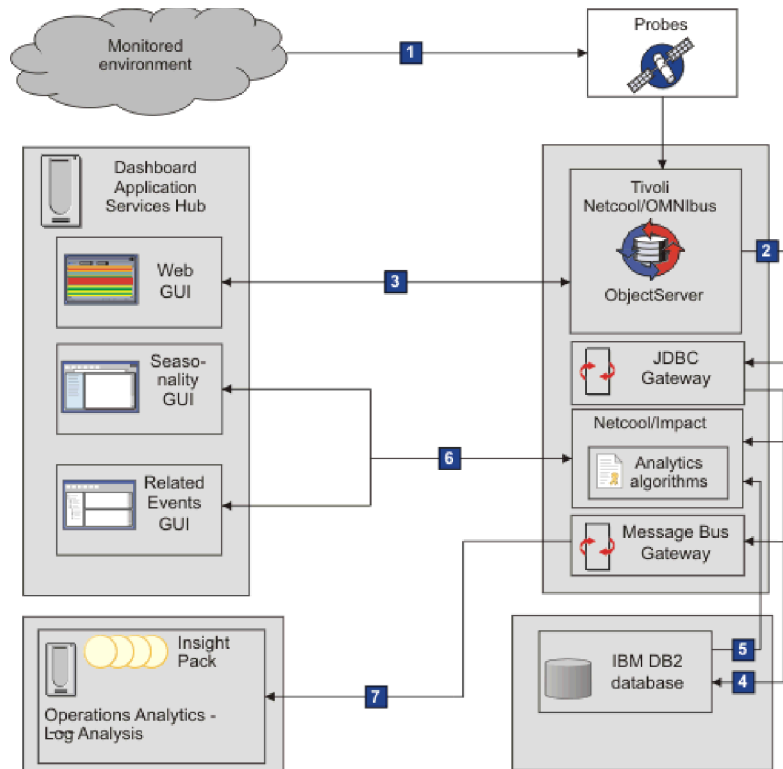 Monitored
environment
1
Probes
Dashboard
Application
Services Hub
Tivoli
Netcool/OMNIbus
ObjectServer
2
Web
GUI
3
Seaso-
nality
GUI
JDBC
Gateway
Netcool/Impact
Analytics
algorithms
6
Related
Events
GUI
Message Bus
Gateway
Insight
Pack
Operations Analytics -
Log Analysis
7
IBM DB2
database
5
4